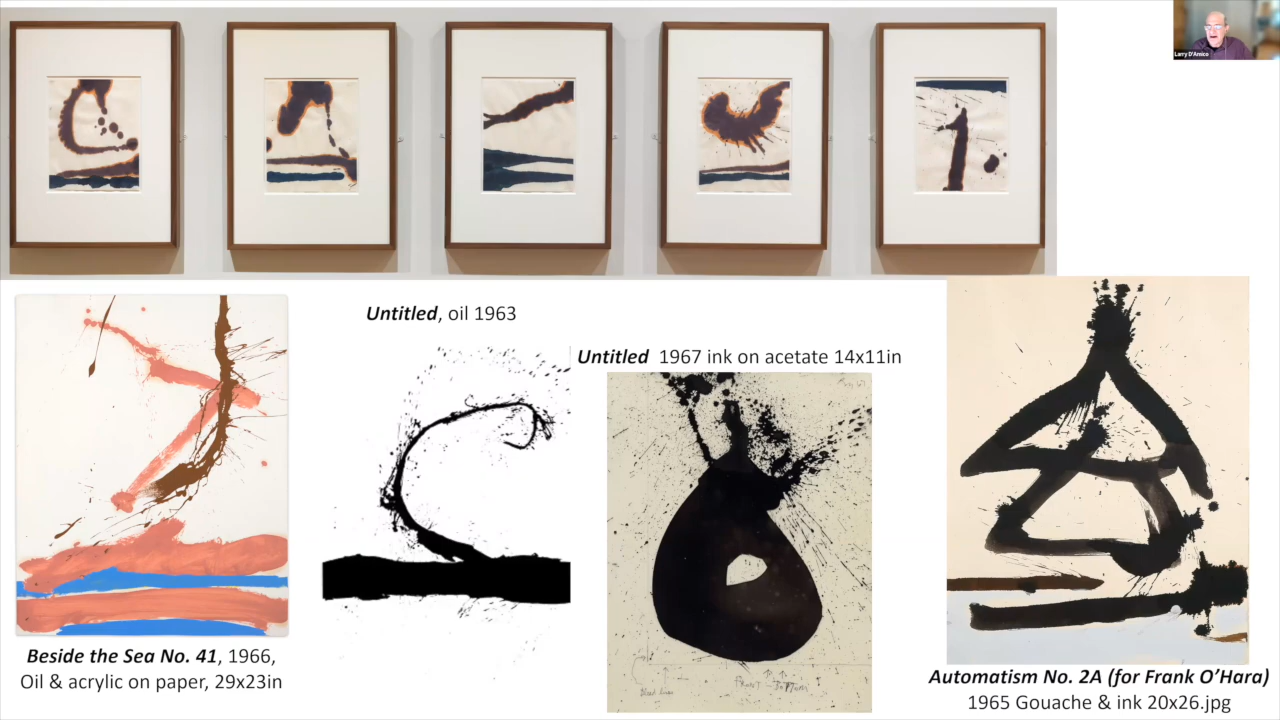 Larry D'Amico
Untitled, oil 1963
Untitled 1967 ink on acetate 14x11in
Beside the Sea No. 41, 1966,
Oil & acrylic on paper, 29x23in
Automatism No. 2A (for Frank O'Hara)
1965 Gouache & ink 20x26.jpg